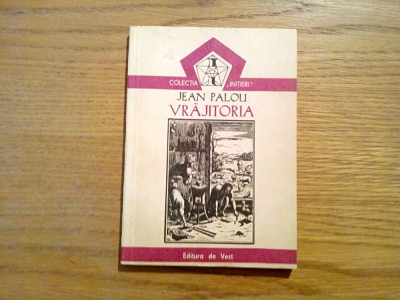 COLECȚIA „INIȚIERI"
JEAN PALOU
VRĂJITORIA
Editura de Vest